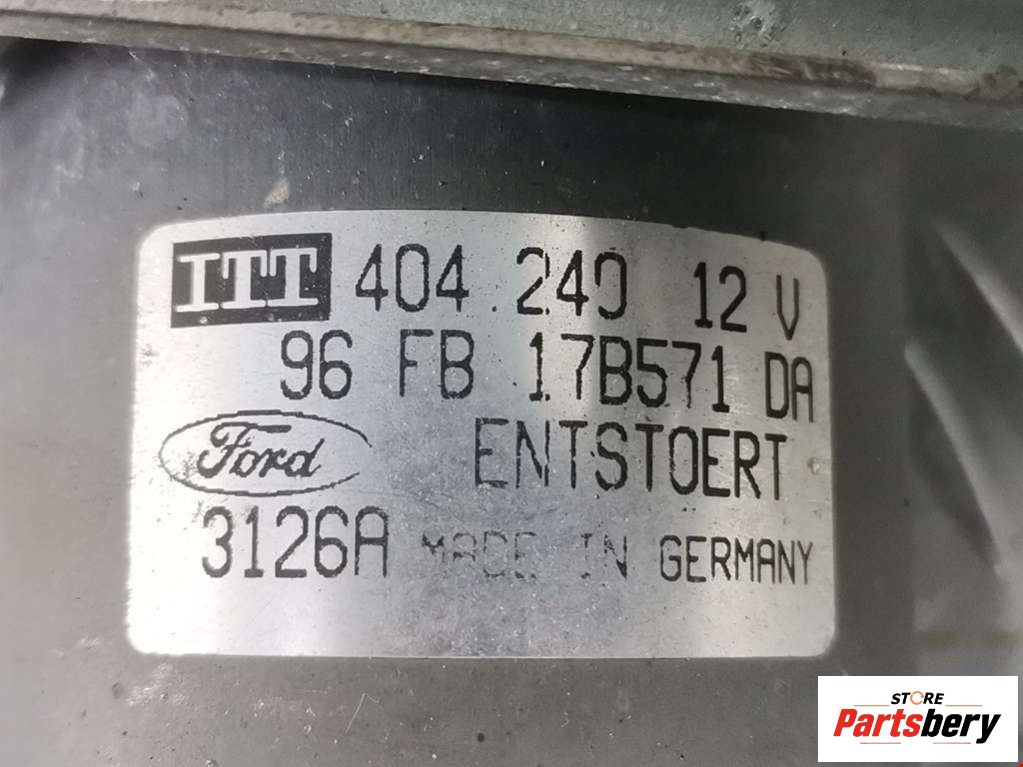 ITT 404.240 12 V
96 FB 17B571 DA
Ford ENTSTOERT
3126A MADE IN GERMANY
STORE
Partsbery